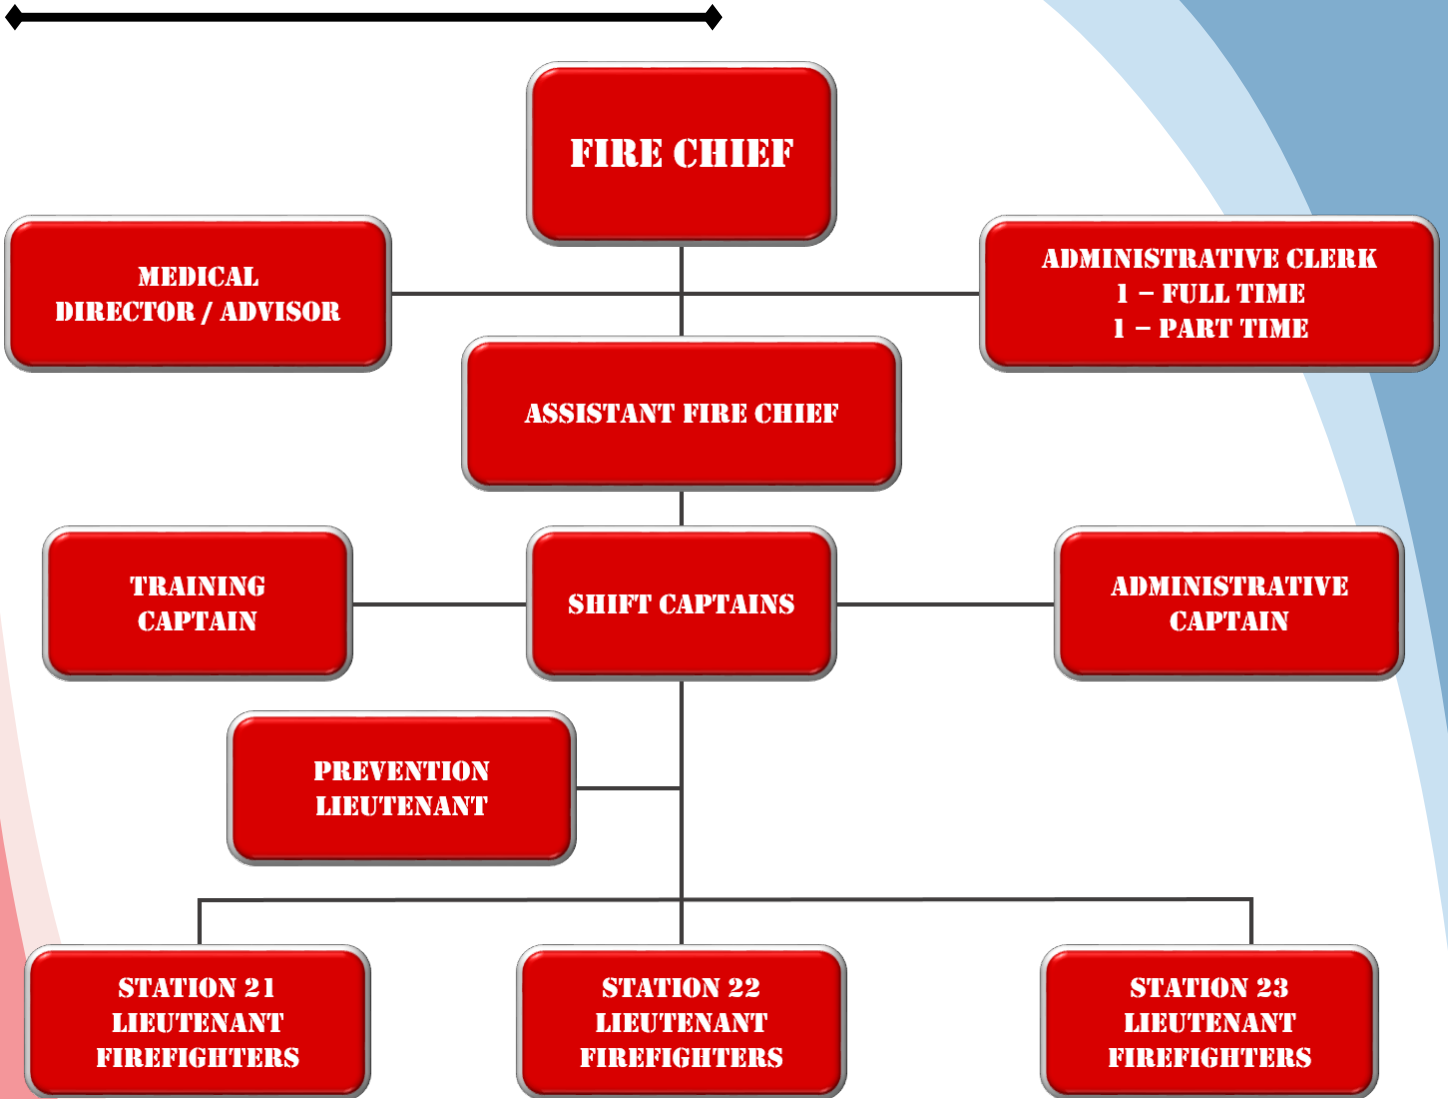 FIRE CHIEF
MEDICAL
DIRECTOR / ADVISOR
ADMINISTRATIVE CLERK
1 – FULL TIME
1 – PART TIME
ASSISTANT FIRE CHIEF
TRAINING
CAPTAIN
SHIFT CAPTAINS
ADMINISTRATIVE
CAPTAIN
PREVENTION
LIEUTENANT
STATION 21
LIEUTENANT
FIREFIGHTERS
STATION 22
LIEUTENANT
FIREFIGHTERS
STATION 23
LIEUTENANT
FIREFIGHTERS